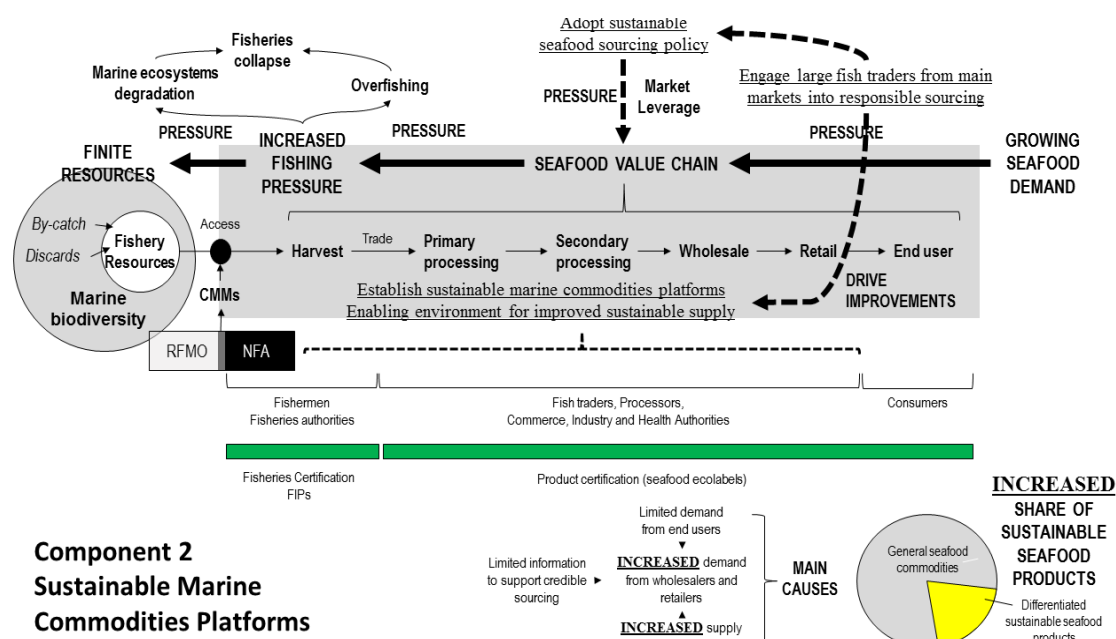 Adopt sustainable
seafood sourcing policy
Fisheries
collapse
Marine ecosystems
degradation
Overfishing
Engage large fish traders from main
markets into responsible sourcing
PRESSURE
Market
Leverage
PRESSURE
PRESSURE
PRESSURE
FINITE
RESOURCES
INCREASED
FISHING
PRESSURE
SEAFOOD VALUE CHAIN
GROWING
SEAFOOD
DEMAND
By-catch
Discards
Fishery
Resources
Marine
biodiversity
Access
CMMs
Harvest
Trade
Primary
processing
Secondary
processing
Wholesale
Retail
End user
Establish sustainable marine commodities platforms
Enabling environment for improved sustainable supply
DRIVE
IMPROVEMENTS
RFMO
NFA
Fishermen
Fisheries authorities
Fish traders, Processors,
Commerce, Industry and Health Authorities
Consumers
Fisheries Certification
FIPs
Product certification (seafood ecolabels)
Component 2
Sustainable Marine
Commodities Platforms
Limited information
to support credible
sourcing
Limited demand
from end users
INCREASED demand
from wholesalers and
retailers
INCREASED supply
MAIN
CAUSES
General seafood
commodities
INCREASED
SHARE OF
SUSTAINABLE
SEAFOOD
PRODUCTS
Differentiated
sustainable seafood
products